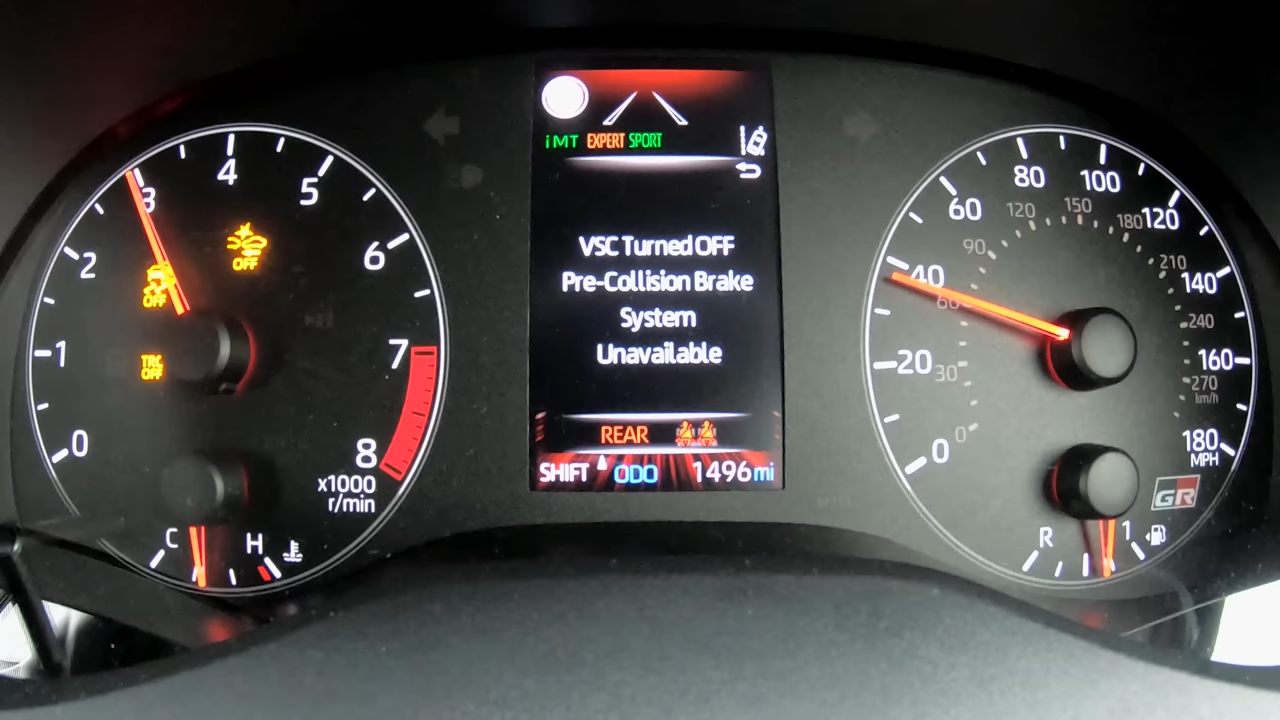 iMT EXPERT SPORT
VSC Turned OFF
Pre-Collision Brake
System
Unavailable
REAR
SHIFT ODO 1496 mi
0
1
2
3
4
5
6
7
8
x1000
r/min
OFF
OFF
TRC
OFF
C H
0
20
40
60
80
100
120
140
160
180
MPH
0
30
60
90
120
150
180
210
240
270
km/h
GR
R 1